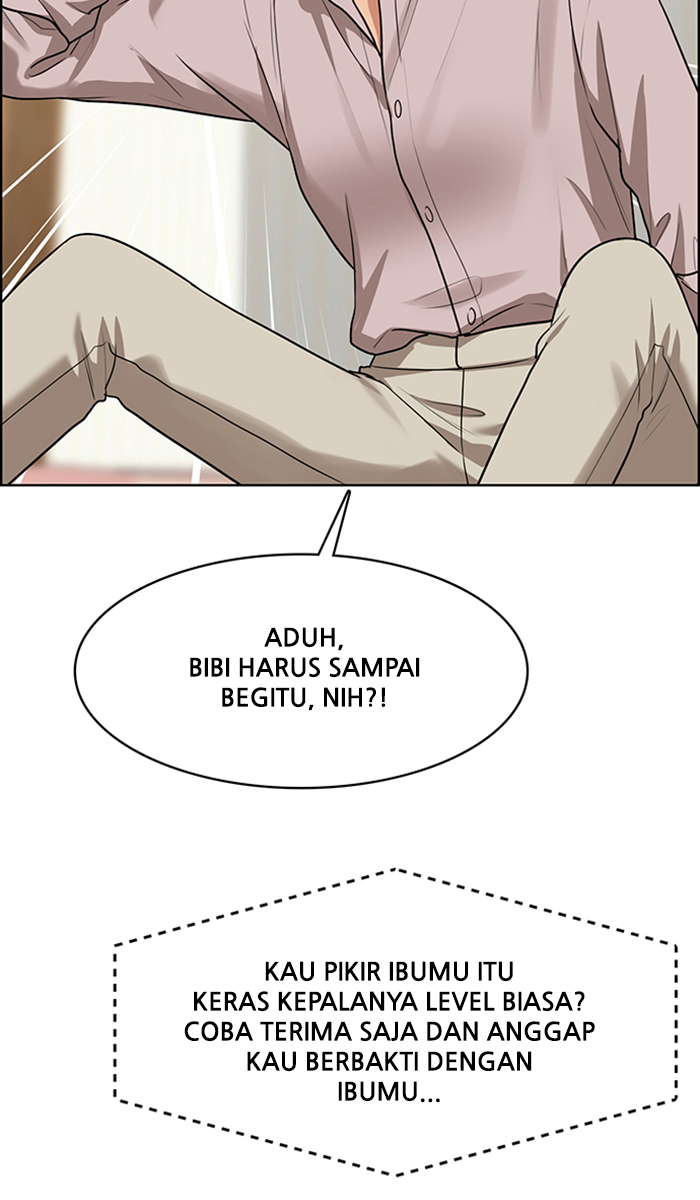 ADUH,
BIBI HARUS SAMPAI
BEGITU, NIH?!
KAU PIKIR IBUMU ITU
KERAS KEPALANYA LEVEL BIASA?
COBA TERIMA SAJA DAN ANGGAP
KAU BERBAKTI DENGAN
IBUMU...